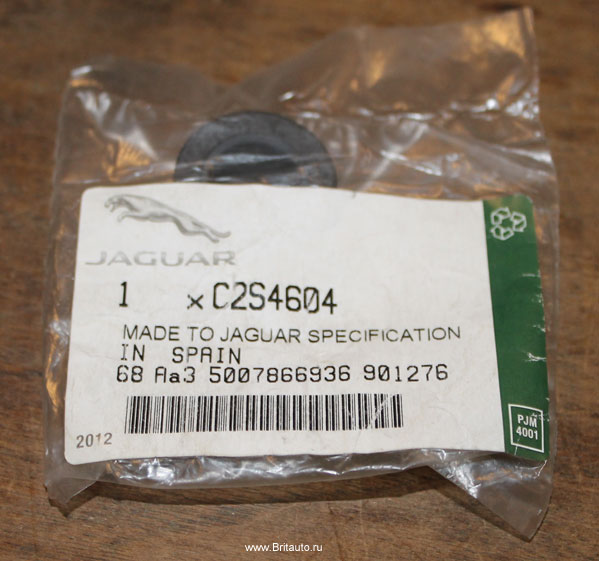 JAGUAR
1 x C2S4604
MADE TO JAGUAR SPECIFICATION
IN SPAIN
68 Aa3 5007866936 901276
2012
PJM
4001
www.Britauto.ru